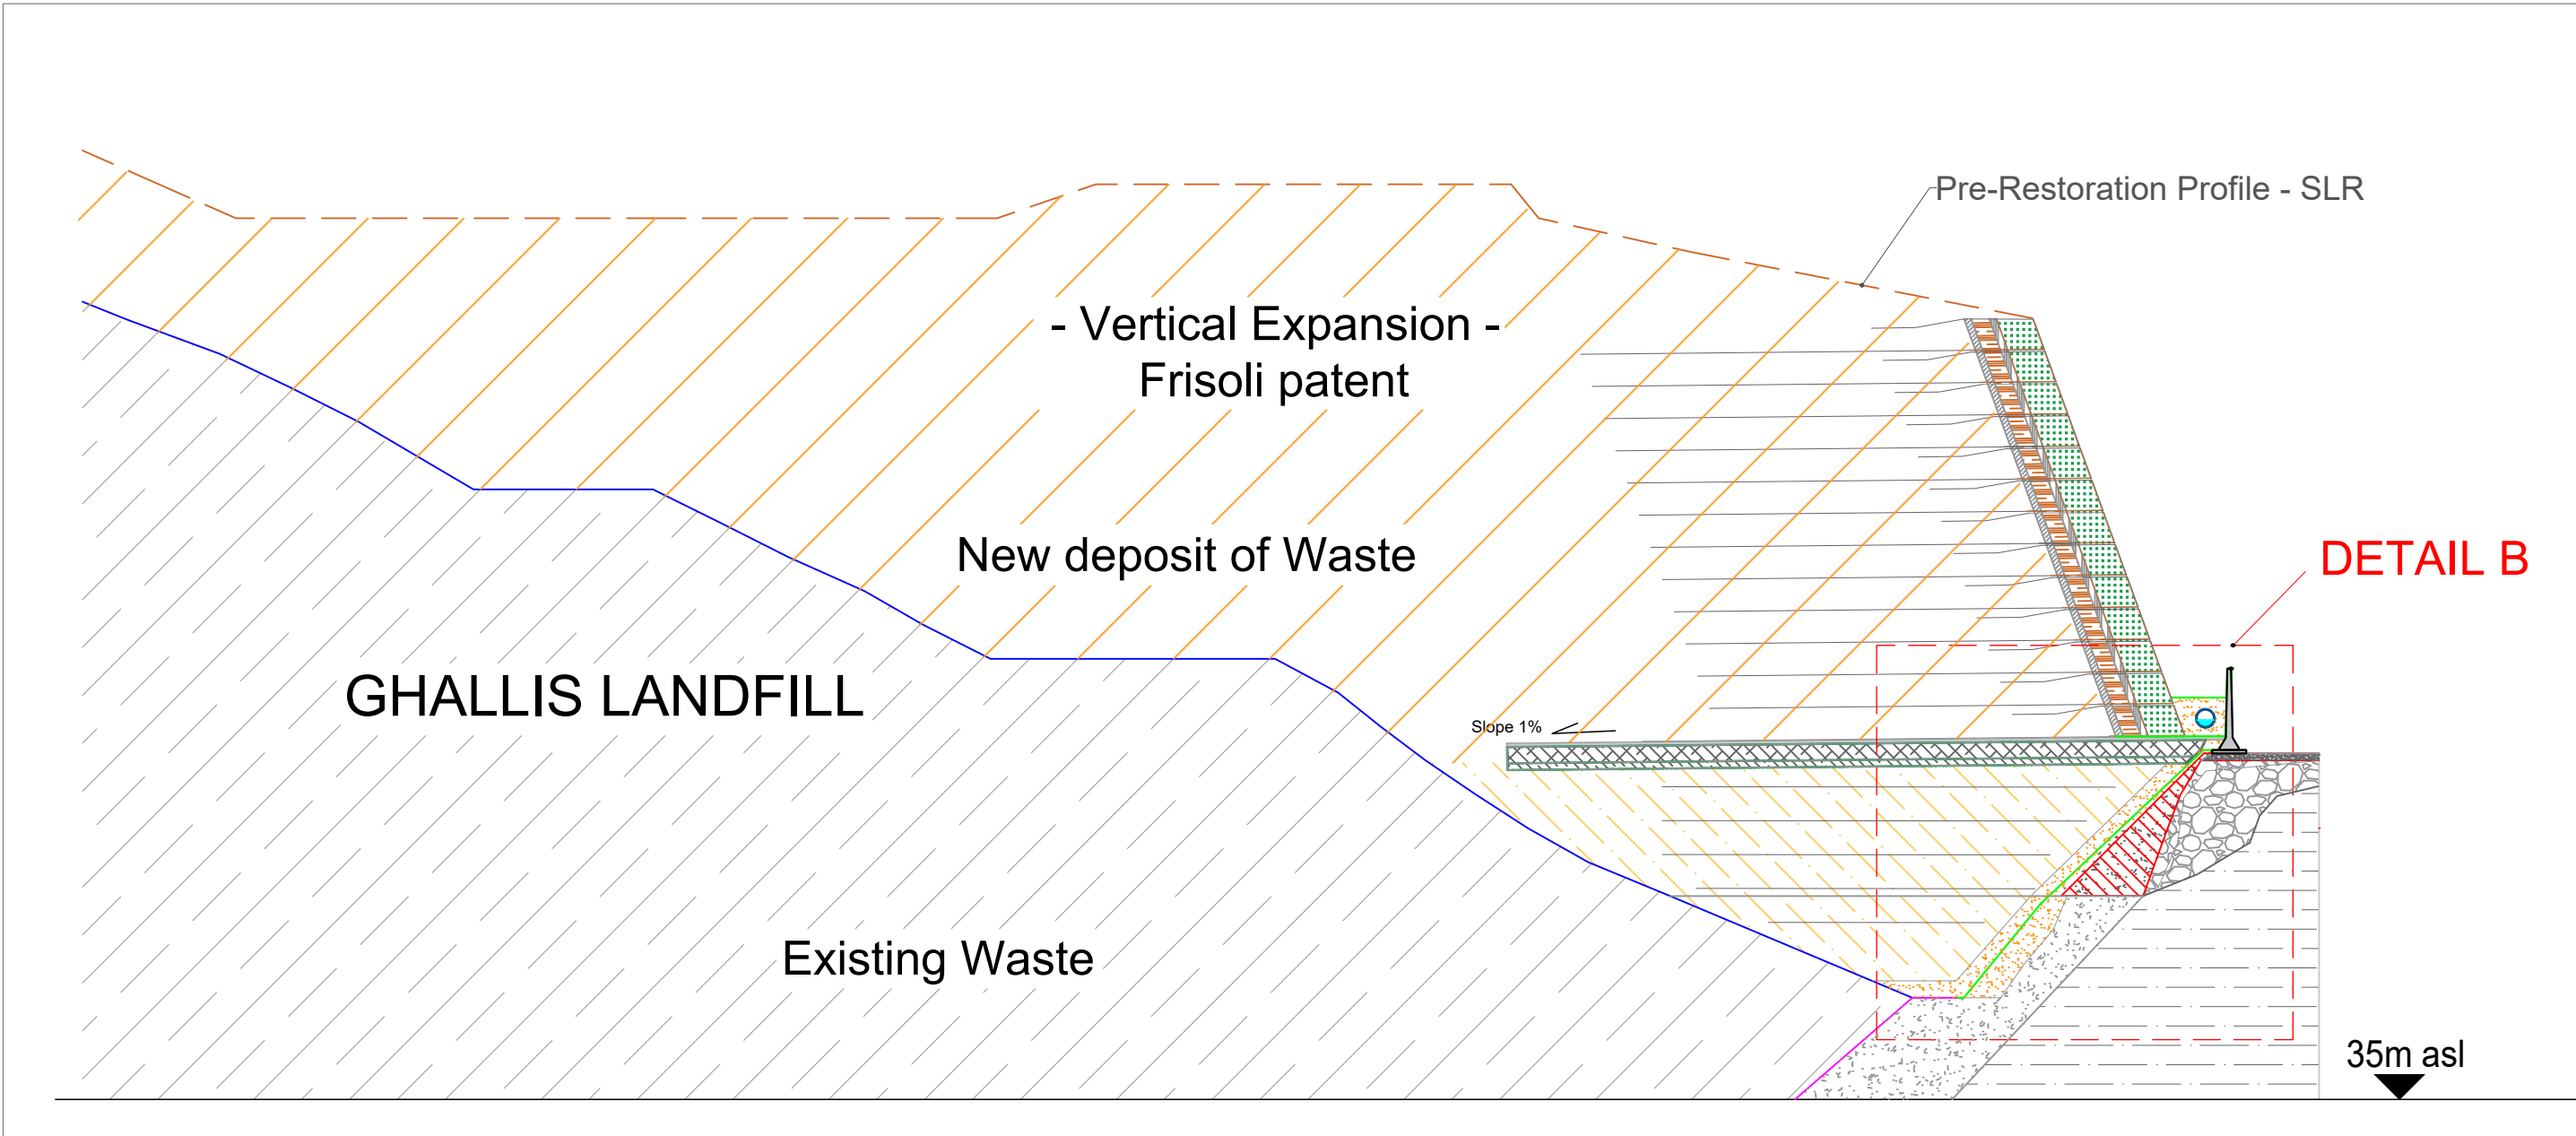 Pre-Restoration Profile - SLR
- Vertical Expansion -
Frisoli patent
New deposit of Waste
DETAIL B
GHALLIS LANDFILL
Slope 1%
Existing Waste
35m asl